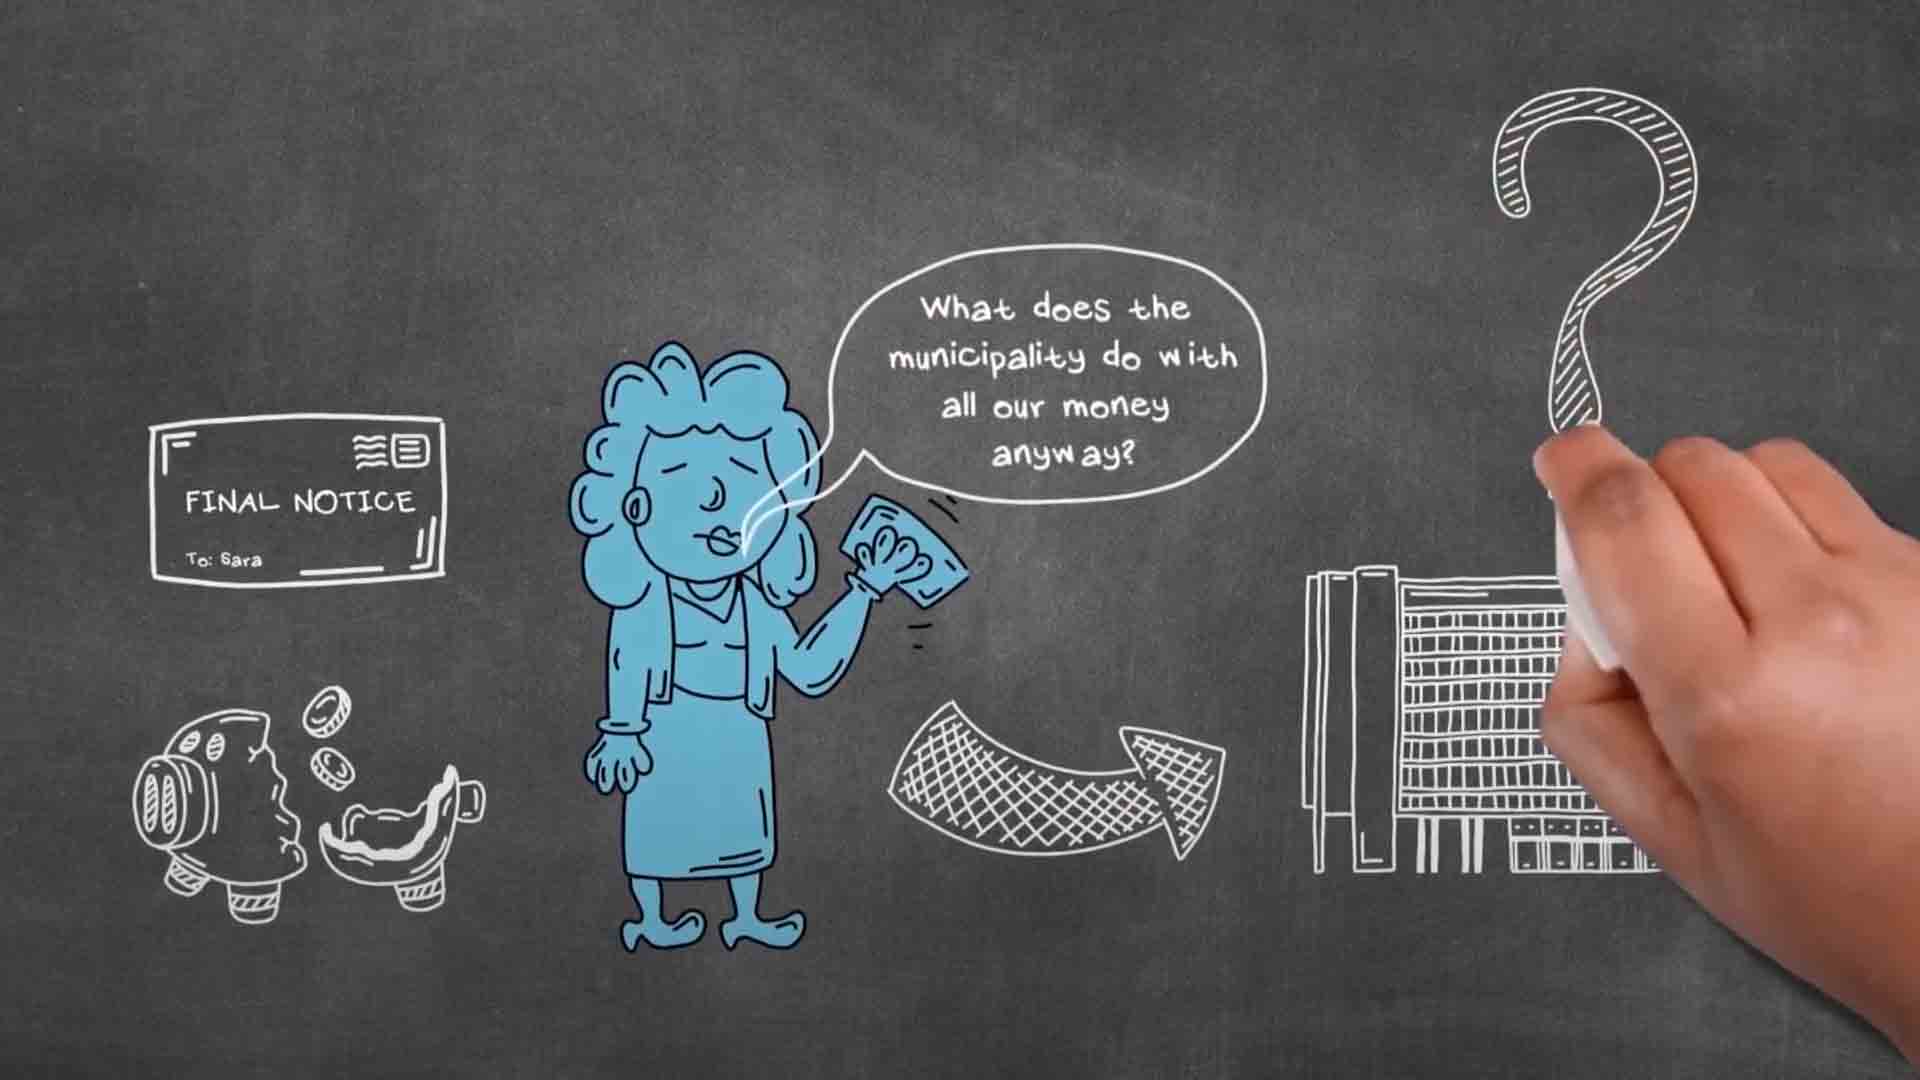 What does the
municipality do with
all our money
anyway?
FINAL NOTICE
To: Sara